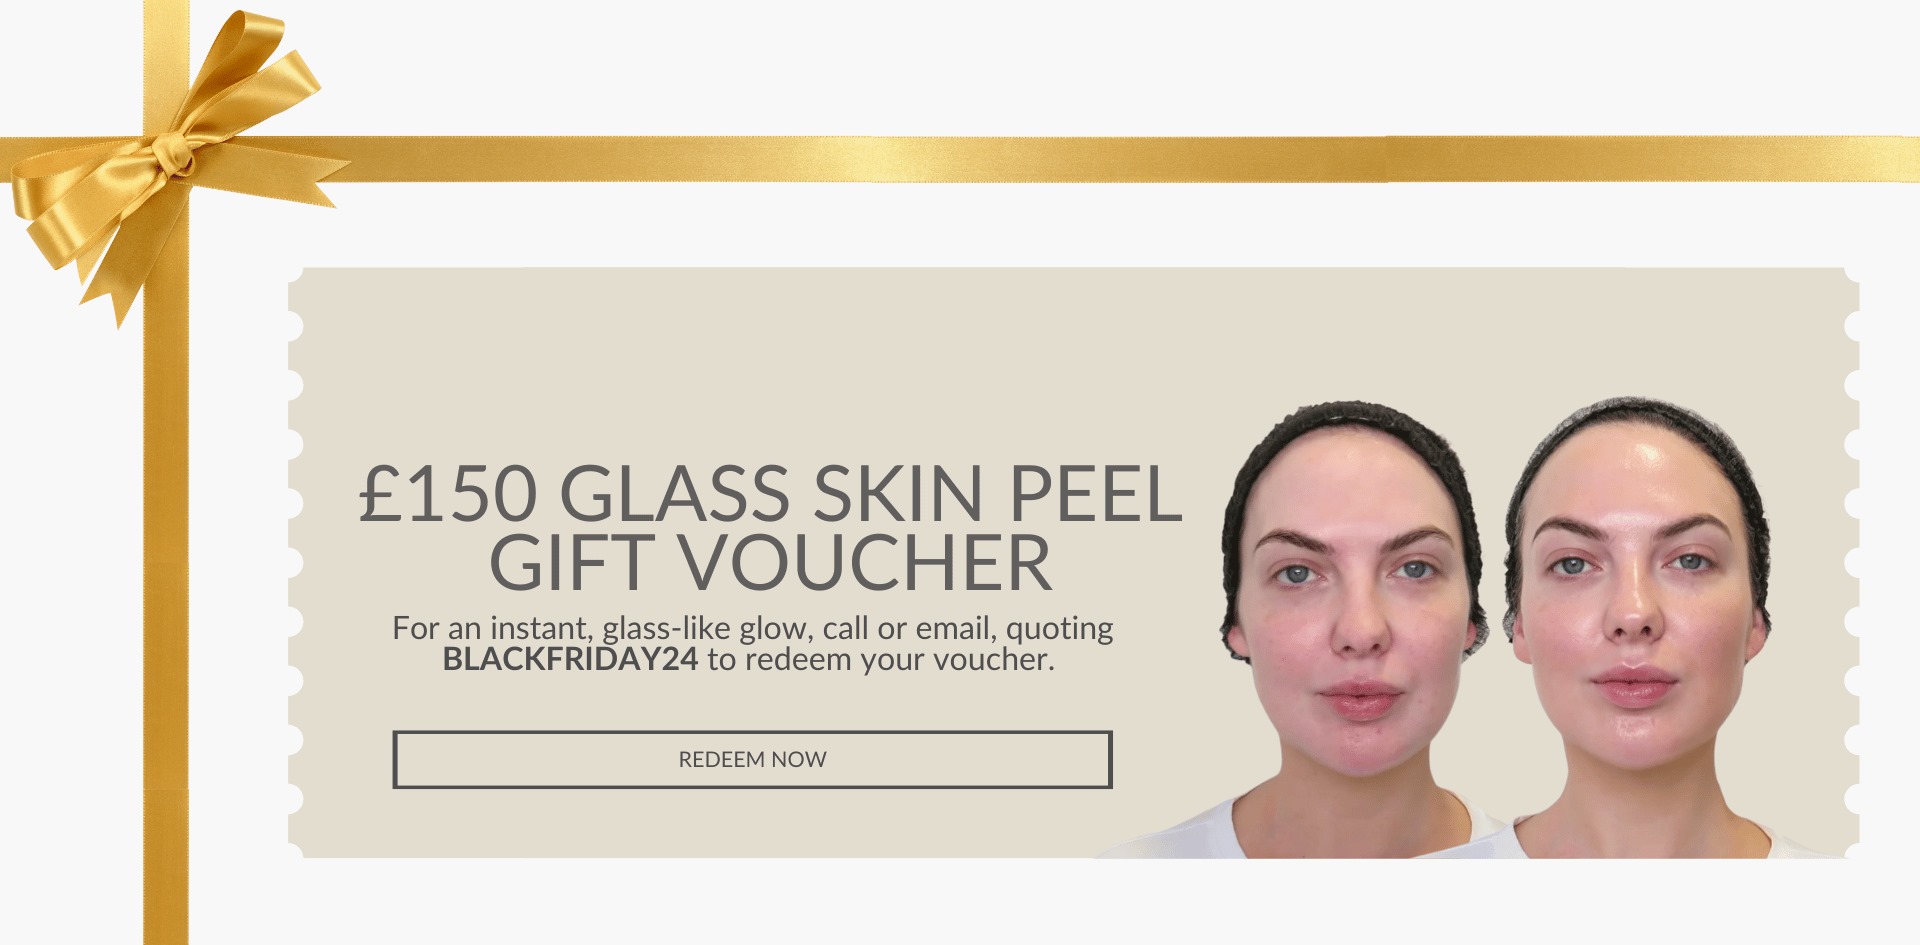 £150 GLASS SKIN PEEL
GIFT VOUCHER
For an instant, glass-like glow, call or email, quoting
BLACKFRIDAY24 to redeem your voucher.
REDEEM NOW